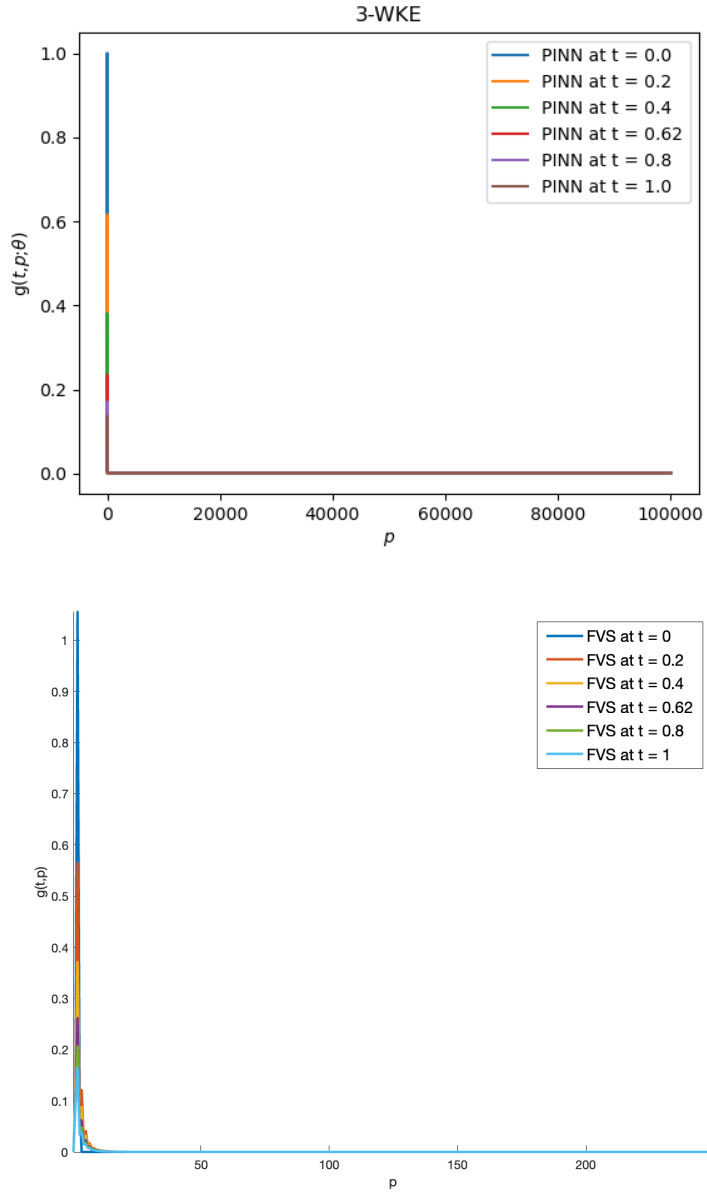 3-WKE
1.0
0.8
0.6
0.4
0.2
0.0
g(t,p;θ)
PINN at t = 0.0
PINN at t = 0.2
PINN at t = 0.4
PINN at t = 0.62
PINN at t = 0.8
PINN at t = 1.0
0 20000 40000 60000 80000 100000
p
1
0.9
0.8
0.7
0.6
0.5
0.4
0.3
0.2
0.1
0
g(t,p)
FVS at t = 0
FVS at t = 0.2
FVS at t = 0.4
FVS at t = 0.62
FVS at t = 0.8
FVS at t = 1
50 100 150 200
p